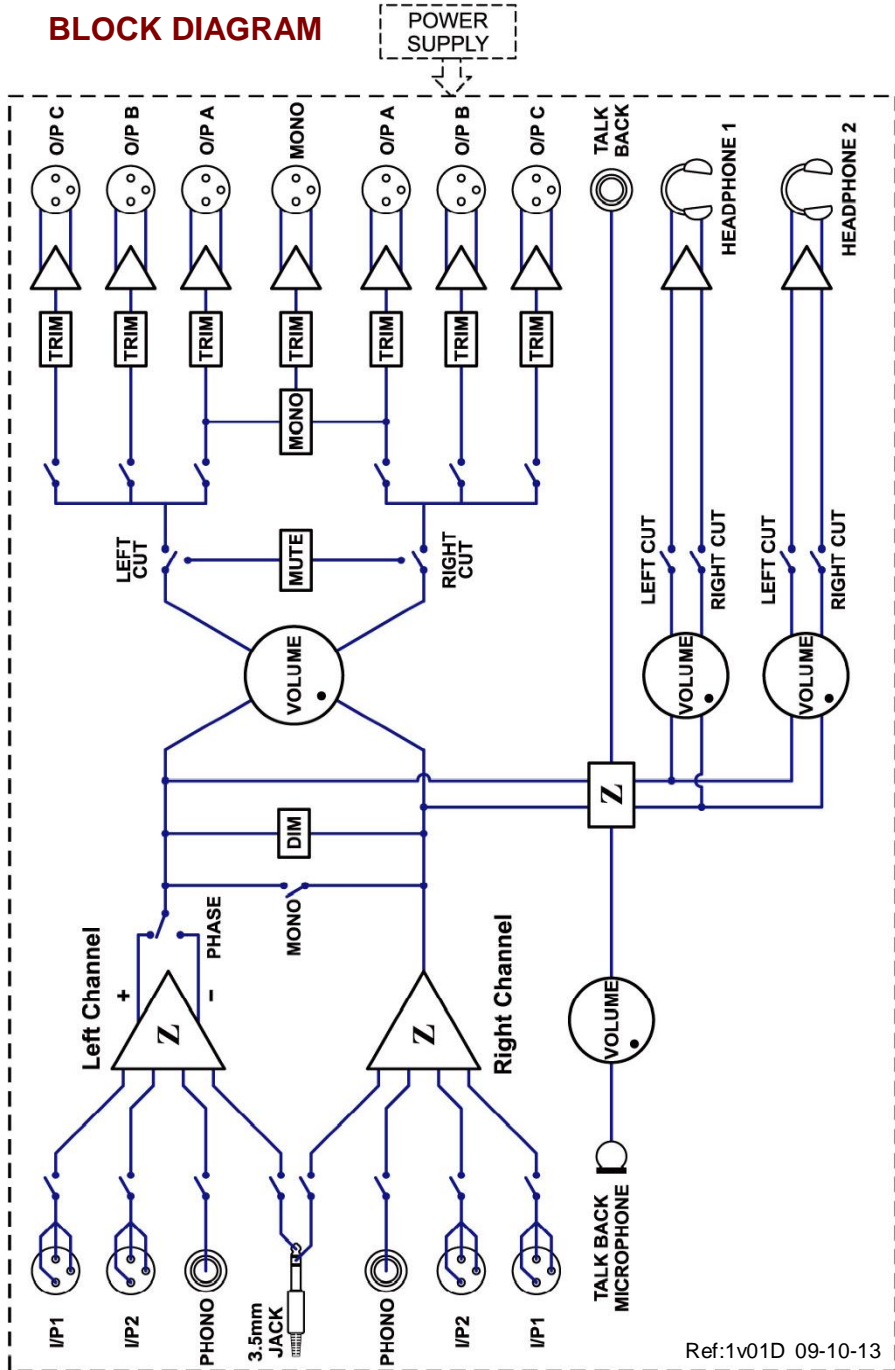 BLOCK DIAGRAM
POWER
SUPPLY
O/P C
O/P B
O/P A
MONO
O/P A
O/P B
O/P C
TALK
BACK
HEADPHONE 1
HEADPHONE 2
TRIM
TRIM
TRIM
TRIM
TRIM
TRIM
TRIM
MONO
LEFT
CUT
MUTE
RIGHT
CUT
LEFT CUT
RIGHT CUT
LEFT CUT
RIGHT CUT
VOLUME
VOLUME
VOLUME
Z
DIM
MONO
PHASE
Left Channel
+
–
Z
Right Channel
Z
VOLUME
I/P1
I/P2
PHONO
3.5mm
JACK
PHONO
I/P2
I/P1
TALK BACK
MICROPHONE
Ref:1v01D 09-10-13